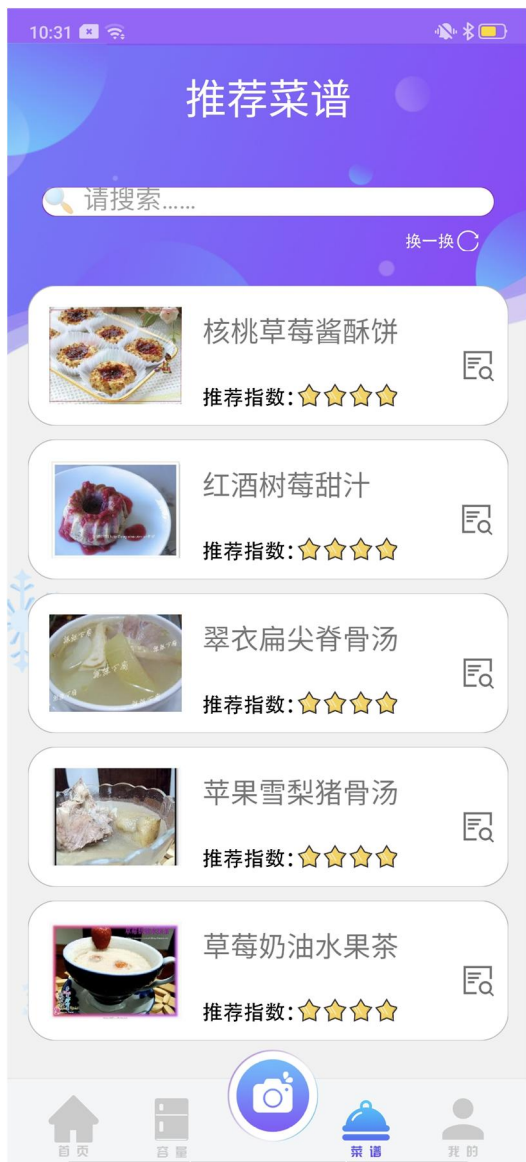 10:31
推荐菜谱
请搜索......
换一换
核桃草莓酱酥饼
推荐指数:
红酒树莓甜汁
推荐指数:
翠衣扁尖脊骨汤
推荐指数:
苹果雪梨猪骨汤
推荐指数:
草莓奶油水果茶
推荐指数:
首页
容量
菜谱
我的